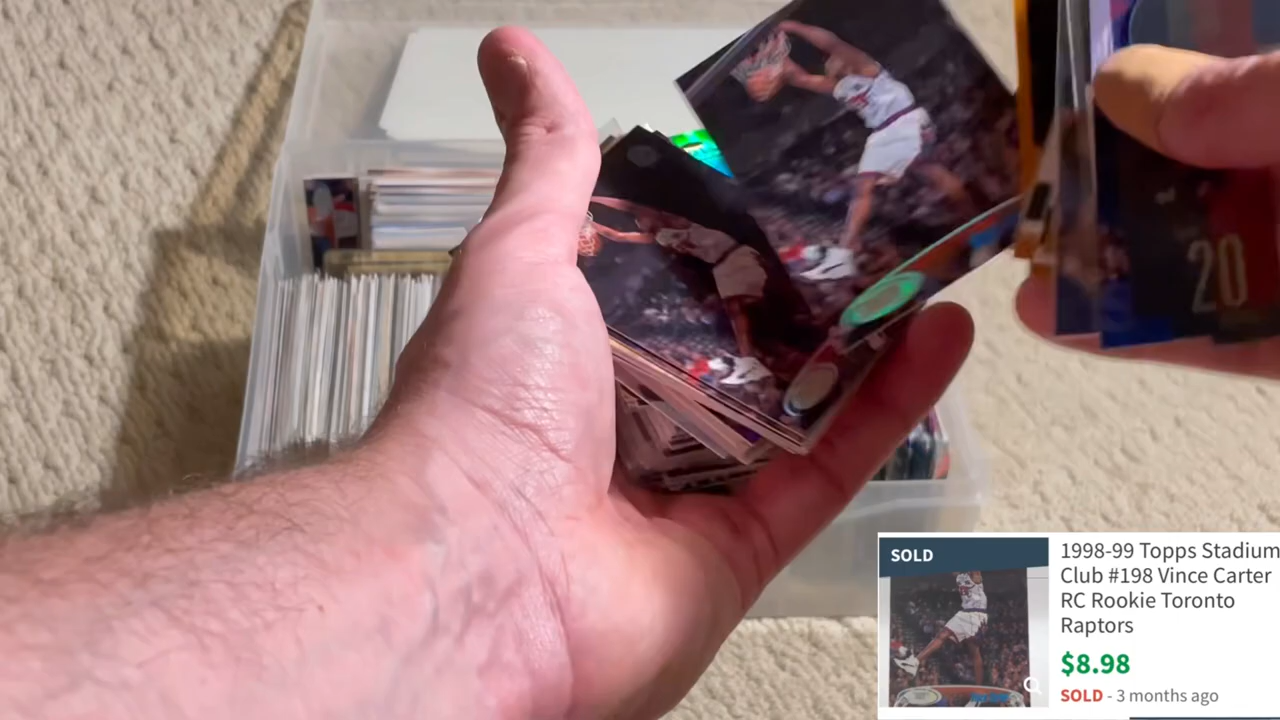 20
SOLD
1998-99 Topps Stadium
Club #198 Vince Carter
RC Rookie Toronto
Raptors
$8.98
SOLD - 3 months ago